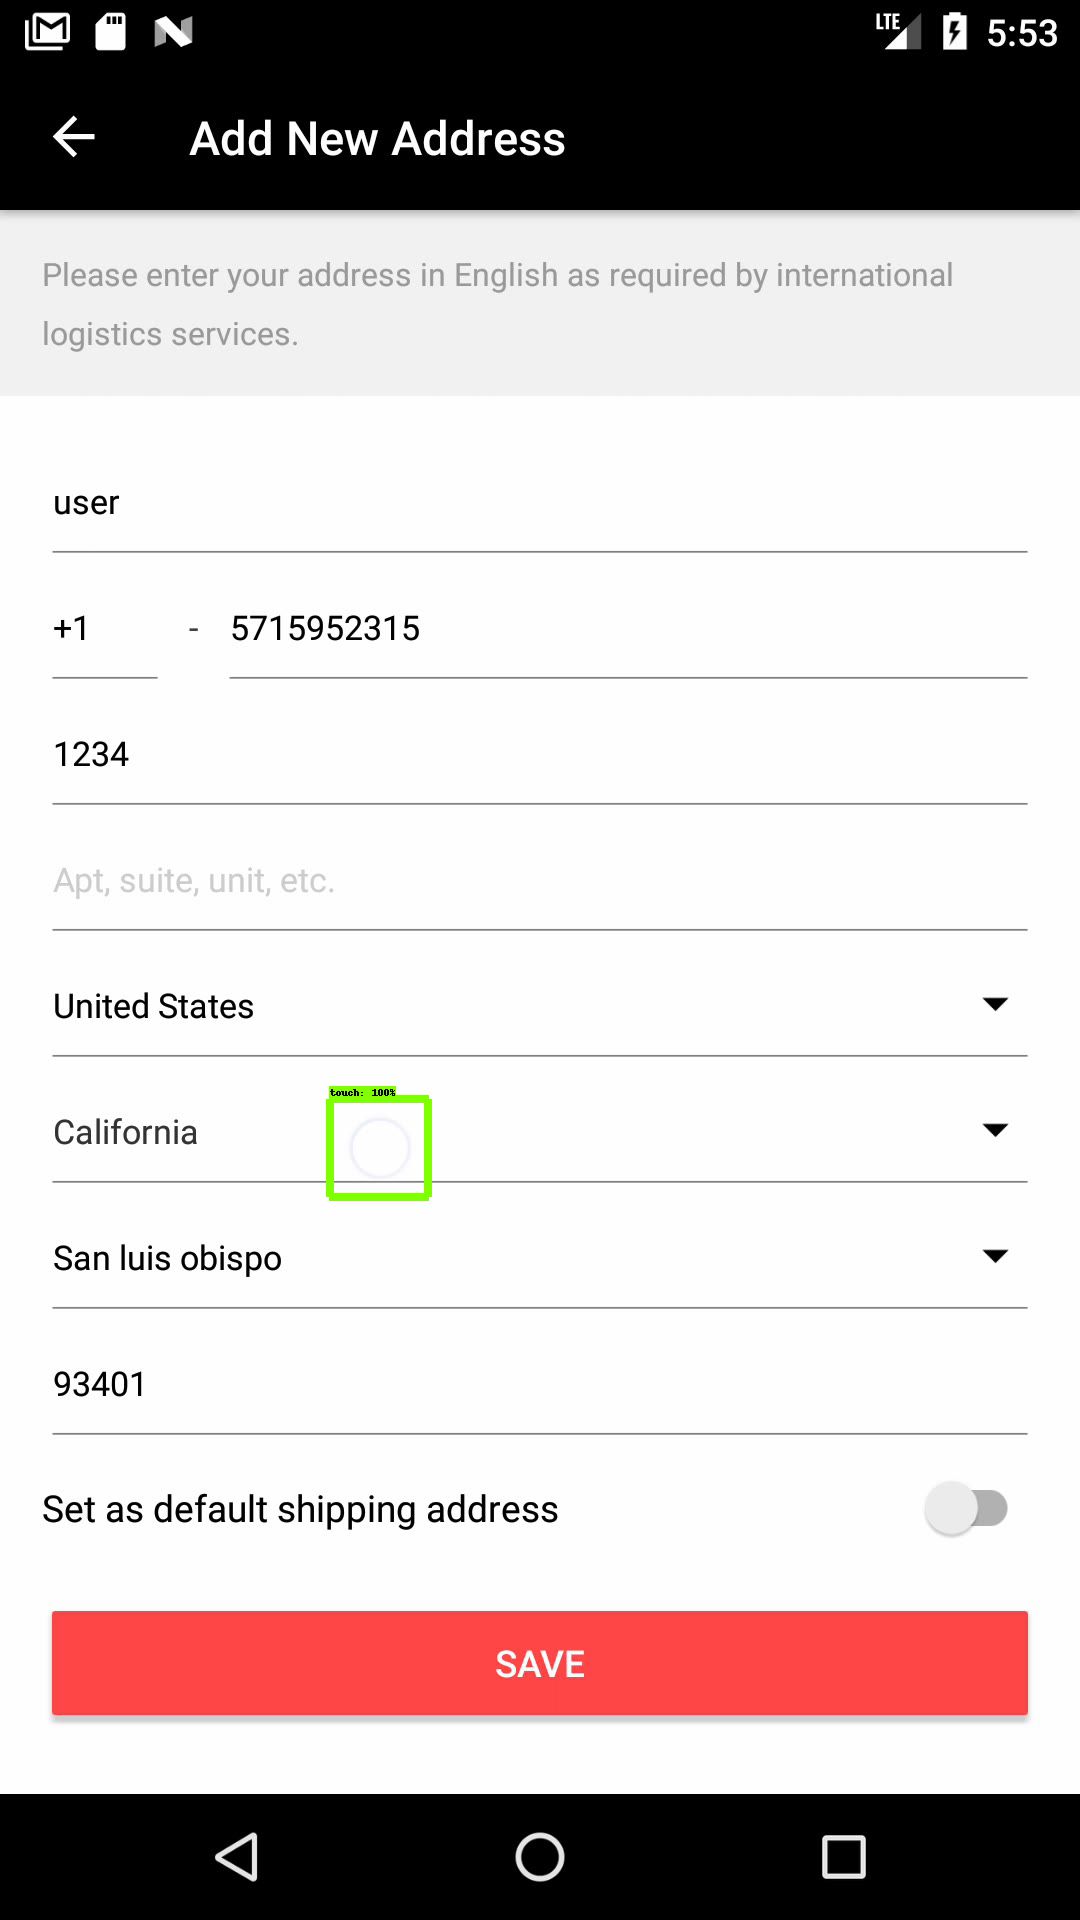 LTE 5:53
Add New Address
Please enter your address in English as required by international
logistics services.
user
+1 - 5715952315
1234
Apt, suite, unit, etc.
United States
touch: 100%
California
San luis obispo
93401
Set as default shipping address
SAVE